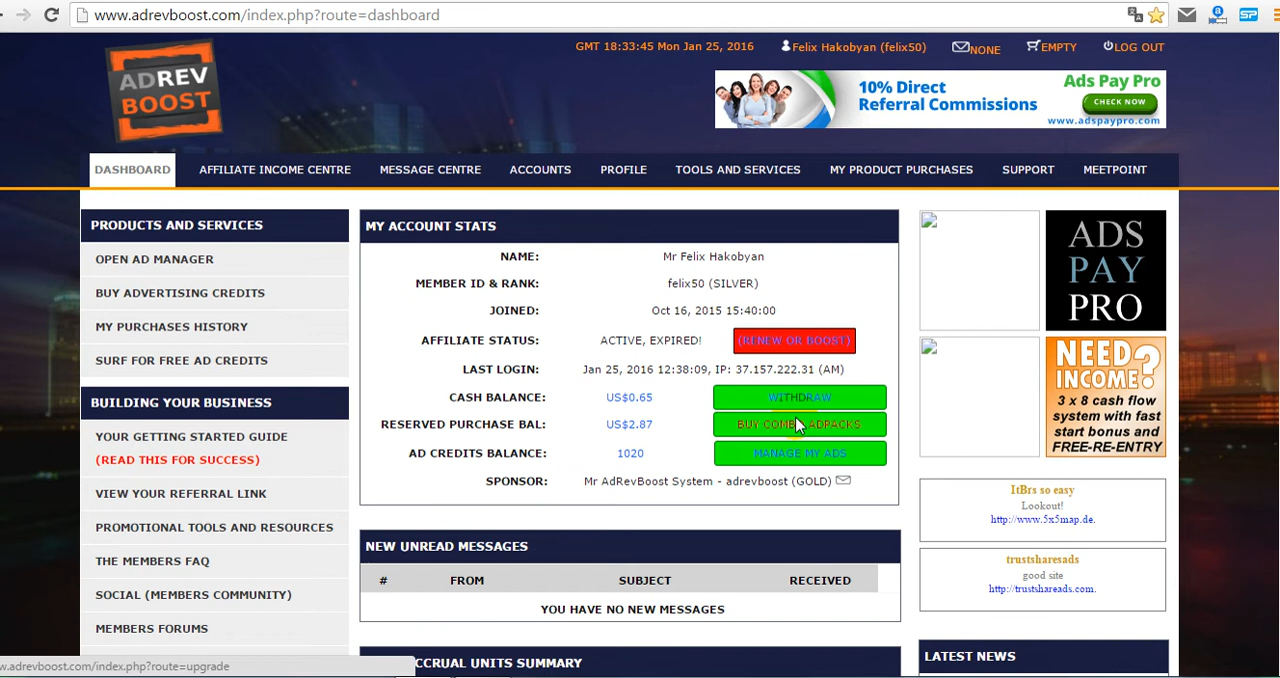 www.adrevboost.com/index.php?route=dashboard
GMT 18:33:45 Mon Jan 25, 2016
Felix Hakobyan (felix50)
NONE
EMPTY
LOG OUT
ADREV
BOOST
10% Direct
Referral Commissions
Ads Pay Pro
CHECK NOW
www.adspaypro.com
DASHBOARD
AFFILIATE INCOME CENTRE
MESSAGE CENTRE
ACCOUNTS
PROFILE
TOOLS AND SERVICES
MY PRODUCT PURCHASES
SUPPORT
MEETPOINT
PRODUCTS AND SERVICES
OPEN AD MANAGER
BUY ADVERTISING CREDITS
MY PURCHASES HISTORY
SURF FOR FREE AD CREDITS
BUILDING YOUR BUSINESS
YOUR GETTING STARTED GUIDE
(READ THIS FOR SUCCESS)
VIEW YOUR REFERRAL LINK
PROMOTIONAL TOOLS AND RESOURCES
THE MEMBERS FAQ
SOCIAL (MEMBERS COMMUNITY)
MEMBERS FORUMS
w.adrevboost.com/index.php?route=upgrade
MY ACCOUNT STATS
NAME: Mr Felix Hakobyan
MEMBER ID & RANK: felix50 (SILVER)
JOINED: Oct 16, 2015 15:40:00
AFFILIATE STATUS: ACTIVE, EXPIRED! (RENEW OR BOOST)
LAST LOGIN: Jan 25, 2016 12:38:09, IP: 37.157.222.31 (AM)
CASH BALANCE: US$0.65 WITHDRAW
RESERVED PURCHASE BAL: US$2.87 BUY COMBO ADPACKS
AD CREDITS BALANCE: 1020 MANAGE MY ADS
SPONSOR: Mr AdRevBoost System - adrevboost (GOLD)
NEW UNREAD MESSAGES
# FROM SUBJECT RECEIVED
YOU HAVE NO NEW MESSAGES
CCRUAL UNITS SUMMARY
ADS
PAY
PRO
NEED
INCOME?
3 x 8 cash flow
system with fast
start bonus and
FREE-RE-ENTRY
ItBrs so easy
Lookout!
http://www.5x5map.de.
trustsharesads
good site
http://trustshareads.com.
LATEST NEWS